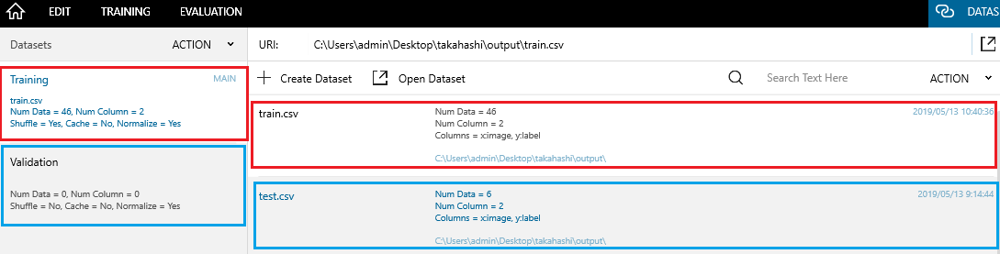 EDIT TRAINING EVALUATION DATAS
Datasets ACTION
URI: C:\Users\admin\Desktop\takahashi\output\train.csv
Training MAIN
train.csv
Num Data = 46, Num Column = 2
Shuffle = Yes, Cache = No, Normalize = Yes
Validation
Num Data = 0, Num Column = 0
Shuffle = No, Cache = No, Normalize = Yes
Create Dataset Open Dataset Search Text Here ACTION
train.csv Num Data = 46 2019/05/13 10:40:36
Num Column = 2
Columns = x:image, y:label
C:\Users\admin\Desktop\takahashi\output\
test.csv Num Data = 6 2019/05/13 9:14:44
Num Column = 2
Columns = x:image, y:label
C:\Users\admin\Desktop\takahashi\output\